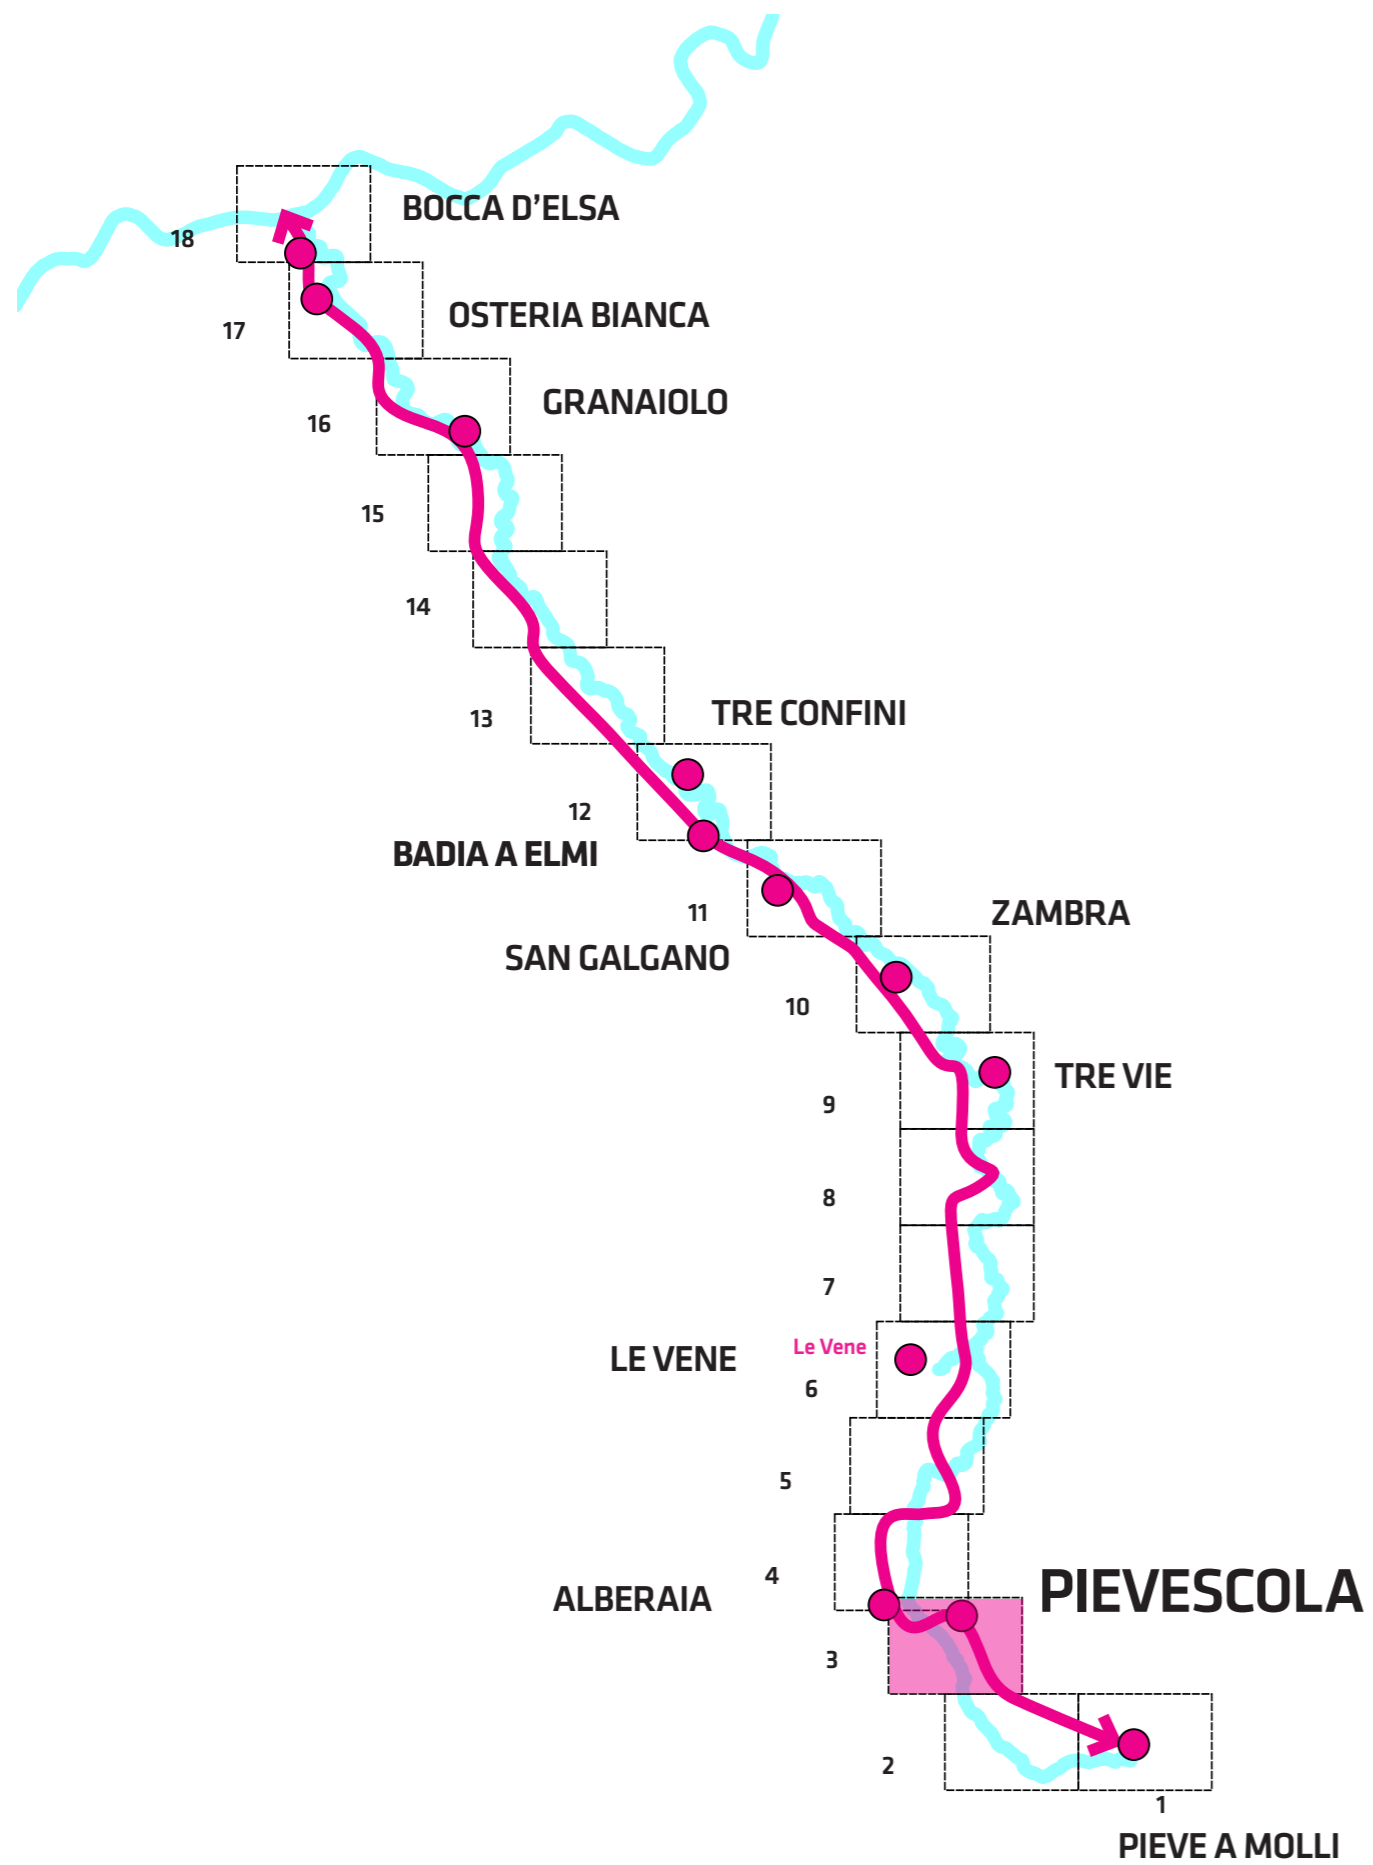 BOCCA D’ELSA
18
OSTERIA BIANCA
17
GRANAIOLO
16
15
14
TRE CONFINI
13
12
BADIA A ELMI
11
ZAMBRA
SAN GALGANO
10
TRE VIE
9
8
7
LE VENE
Le Vene
6
5
4
PIEVESCOLA
ALBERAIA
3
2
1
PIEVE A MOLLI